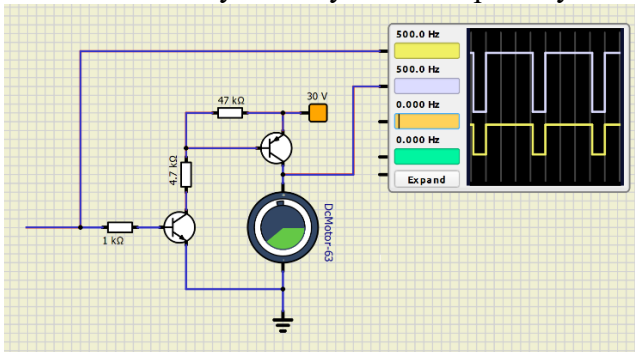 500.0 Hz
500.0 Hz
0.000 Hz
0.000 Hz
Expand
47 kΩ
30 V
4.7 kΩ
1 kΩ
DcMotor-63